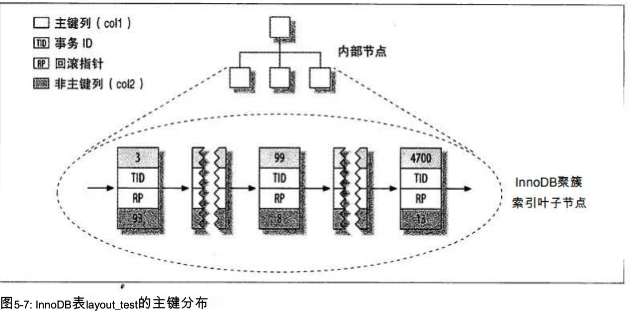 主键列（col1）
TID 事务 ID
RP 回滚指针
非主键列（col2）
内部节点
3 99 4700
TID TID TID
RP RP RP
93 8 13
InnoDB聚簇
索引叶子节点
图5-7: InnoDB表layout_test的主键分布